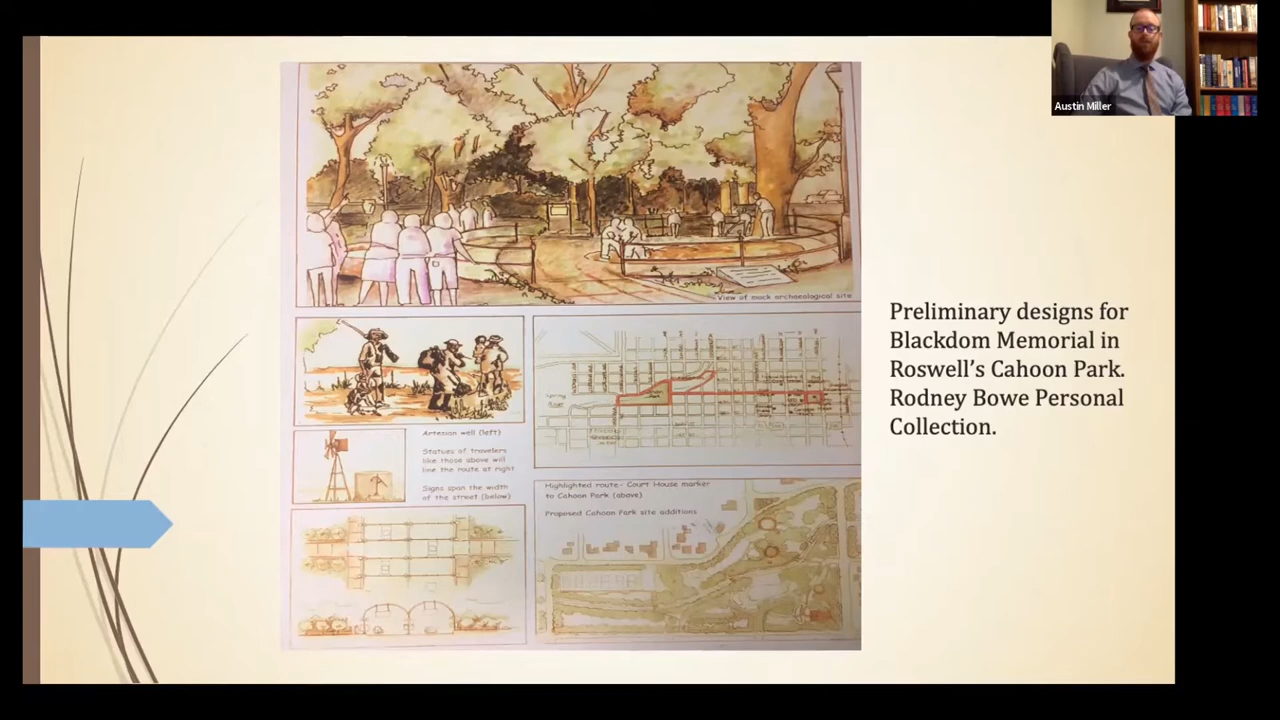 Austin Miller
View of mock archaeological site
Artesian well (left)
Statues of travelers
like those above will
line the route at right
Signs span the width
of the street (below)
Highlighted route- Court House marker
to Cahoon Park (above)
Proposed Cahoon Park site additions
Preliminary designs for
Blackdom Memorial in
Roswell's Cahoon Park.
Rodney Bowe Personal
Collection.